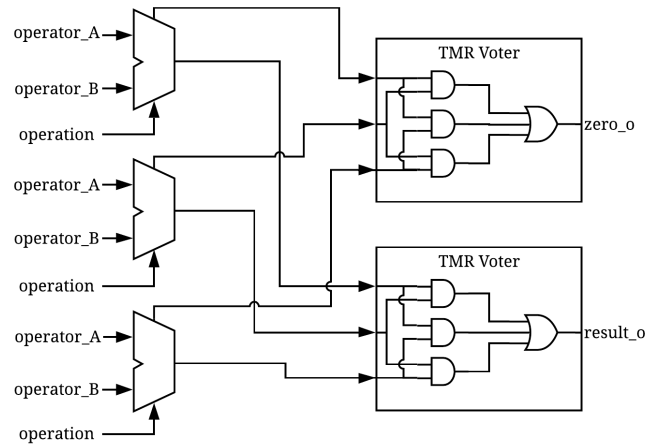 operator_A
operator_B
operation
operator_A
operator_B
operation
operator_A
operator_B
operation
TMR Voter
zero_o
TMR Voter
result_o